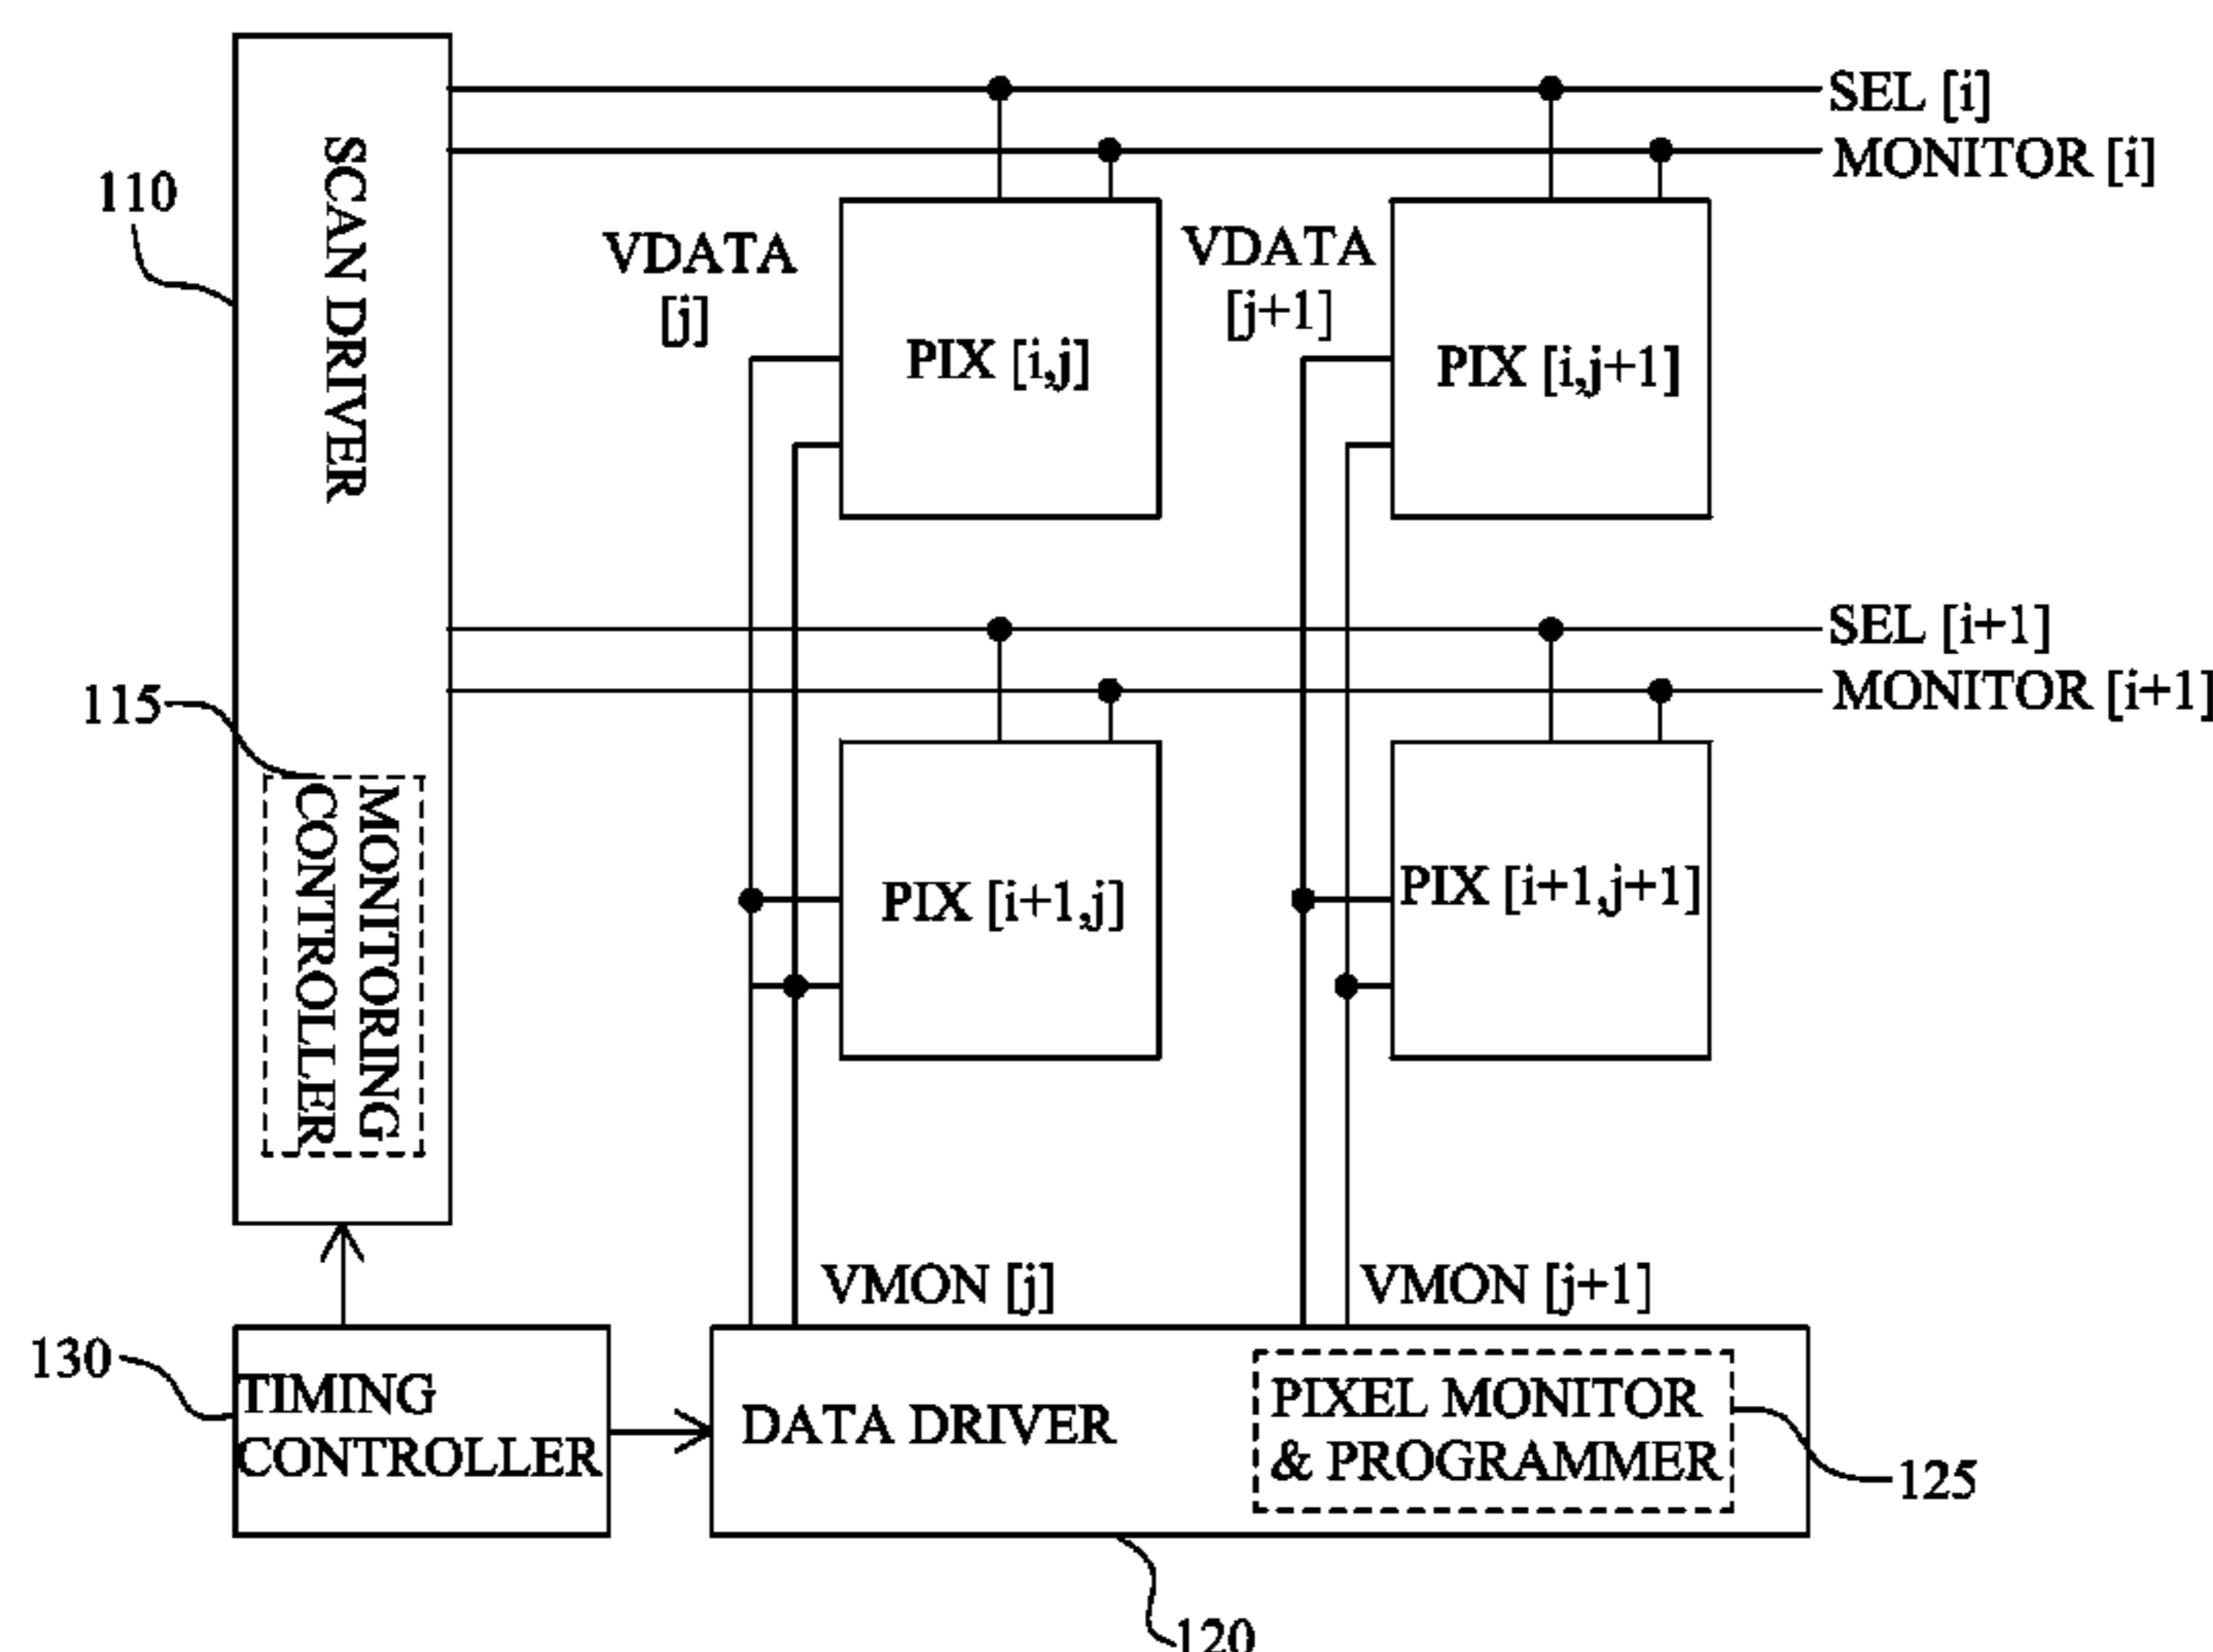 SEL [i]
MONITOR [i]
110
SCAN DRIVER
VDATA
[j]
VDATA
[j+1]
PIX [i,j]
PIX [i,j+1]
SEL [i+1]
MONITOR [i+1]
115
MONITORING
CONTROLLER
PIX [i+1,j]
PIX [i+1,j+1]
VMON [j]
VMON [j+1]
130
TIMING
CONTROLLER
DATA DRIVER
PIXEL MONITOR
& PROGRAMMER
125
120